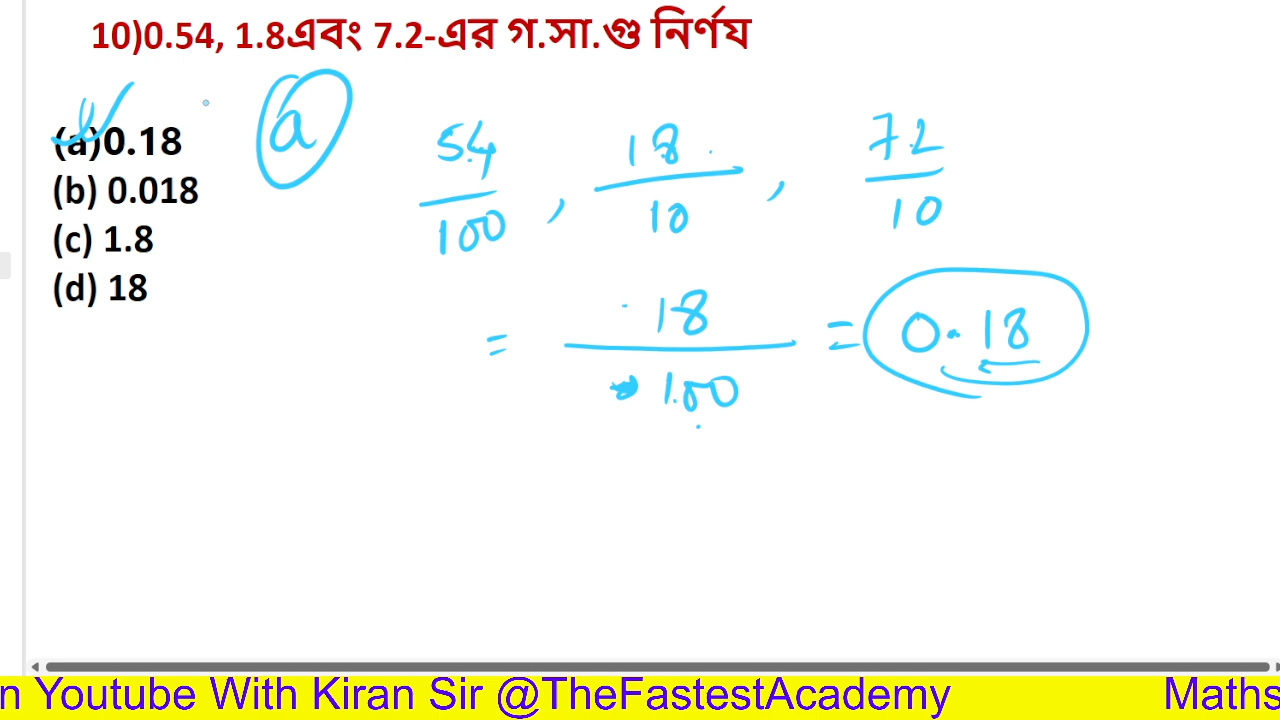 10)0.54, 1.8এবং 7.2-এর গ.সা.গু নির্ণয
(a)0.18
(b) 0.018
(c) 1.8
(d) 18
a
54/100, 18/10, 72/10
= 18/100 = 0.18
n Youtube With Kiran Sir @TheFastestAcademy Maths